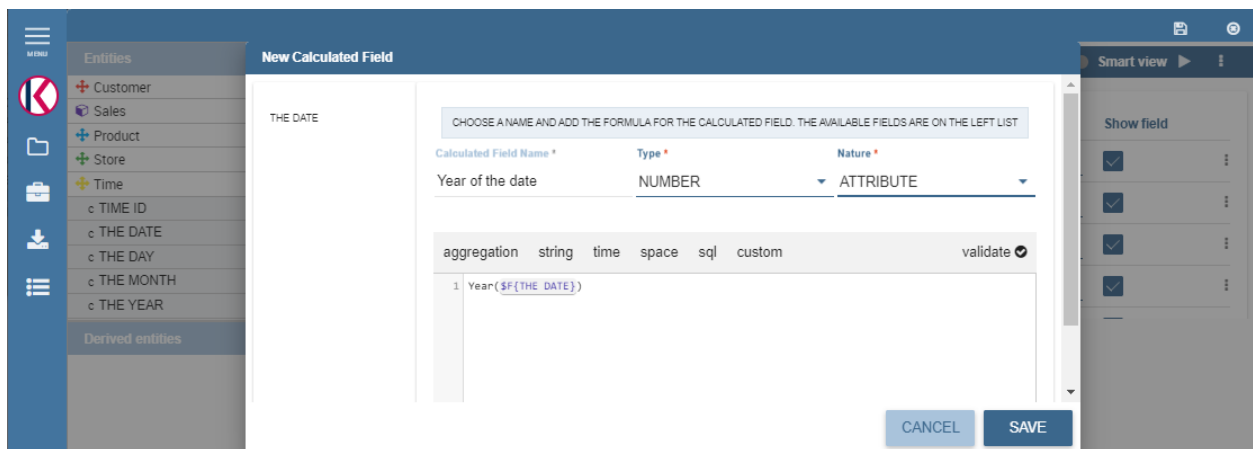 MENU
Entities
Customer
Sales
Product
Store
Time
c TIME ID
c THE DATE
c THE DAY
c THE MONTH
c THE YEAR
Derived entities
New Calculated Field
THE DATE
CHOOSE A NAME AND ADD THE FORMULA FOR THE CALCULATED FIELD. THE AVAILABLE FIELDS ARE ON THE LEFT LIST
Calculated Field Name * Type * Nature *
Year of the date NUMBER ATTRIBUTE
aggregation string time space sql custom validate
1 Year($F{THE DATE})
CANCEL SAVE
Smart view
Show field